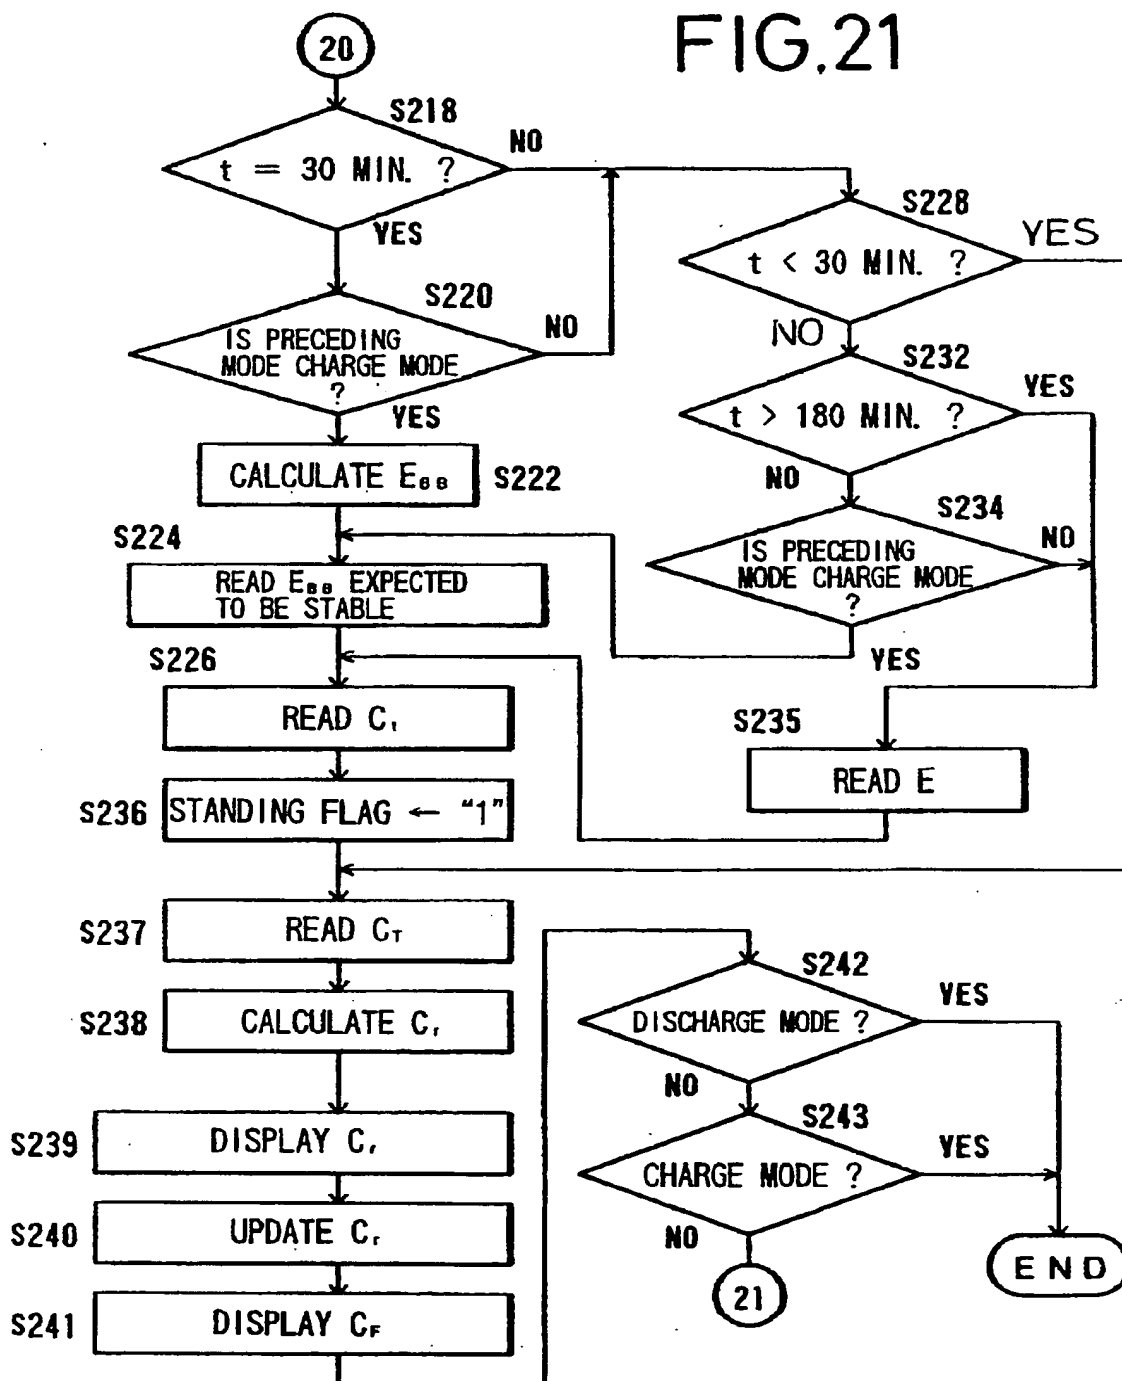 FIG.21
20
S218
t = 30 MIN. ?
NO
YES
S220
IS PRECEDING
MODE CHARGE MODE
?
NO
YES
CALCULATE E₈₈
S222
S224
READ E₈₈ EXPECTED
TO BE STABLE
S226
READ Cᵢ
S236
STANDING FLAG ← "1"
S237
READ C_T
S238
CALCULATE Cᵣ
S239
DISPLAY Cᵣ
S240
UPDATE Cᵣ
S241
DISPLAY C_F
S228
t < 30 MIN. ?
YES
NO
S232
t > 180 MIN. ?
YES
NO
S234
IS PRECEDING
MODE CHARGE MODE
?
NO
YES
S235
READ E
S242
DISCHARGE MODE ?
YES
NO
S243
CHARGE MODE ?
YES
NO
21
END